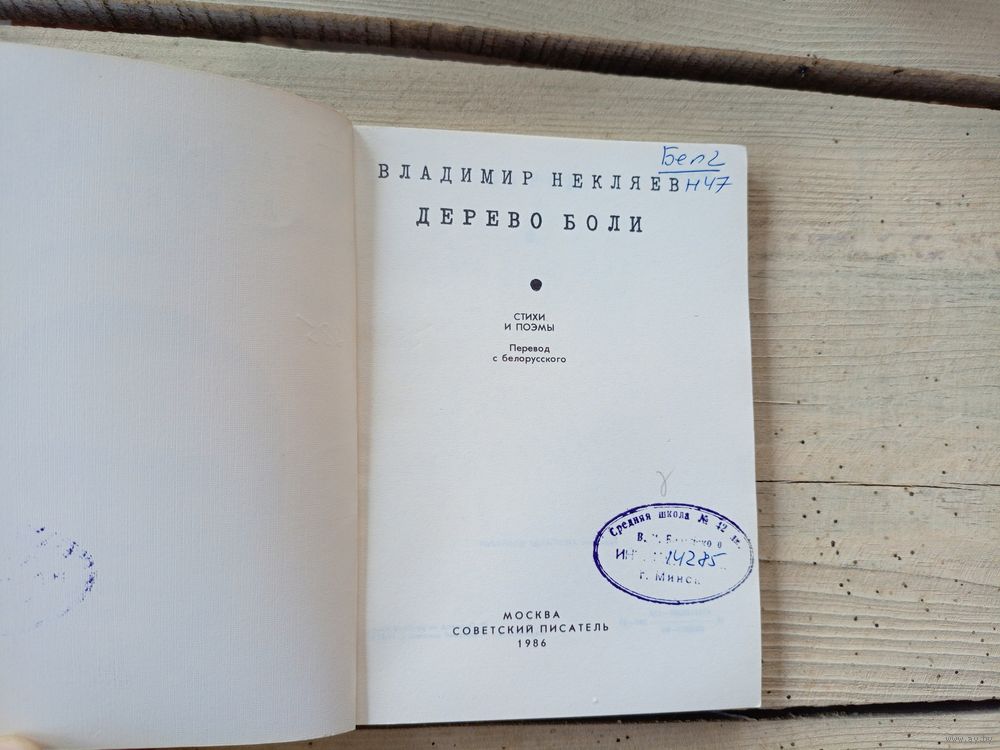 Бел2
Н47
ВЛАДИМИР НЕКЛЯЕВ
ДЕРЕВО БОЛИ
СТИХИ
И ПОЭМЫ
Перевод
с белорусского
Средняя школа № 42
В.
14285
г. Минск
МОСКВА
СОВЕТСКИЙ ПИСАТЕЛЬ
1986